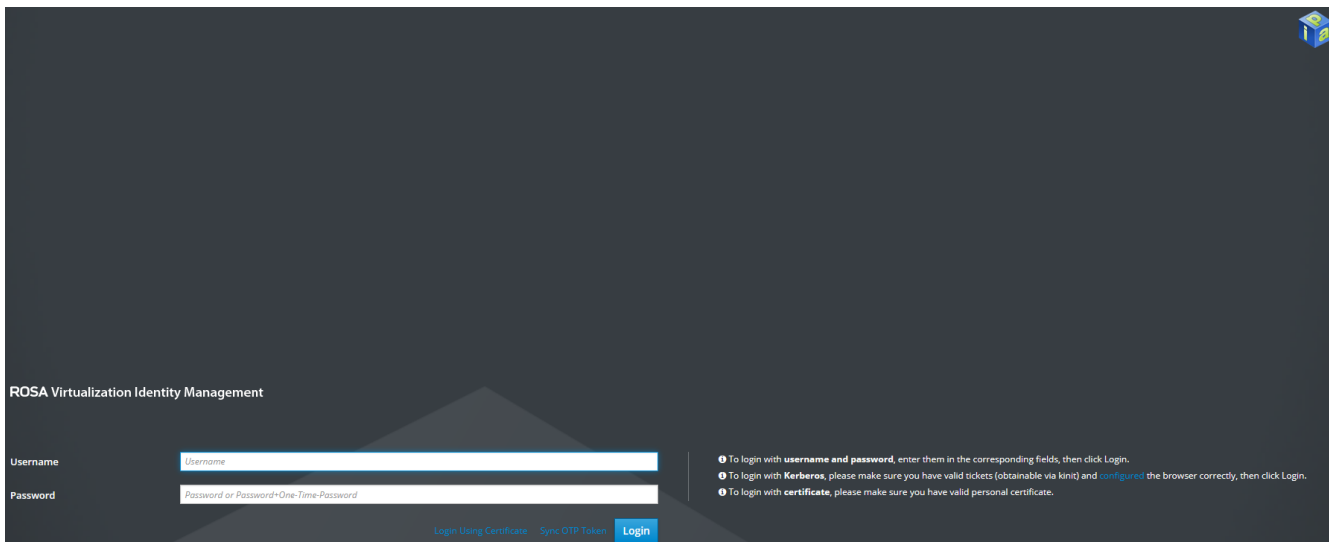 ipa
ROSA Virtualization Identity Management
Username Username
Password Password or Password+One-Time-Password
Login Using Certificate Sync OTP Token Login
To login with username and password, enter them in the corresponding fields, then click Login.
To login with Kerberos, please make sure you have valid tickets (obtainable via kinit) and configured the browser correctly, then click Login.
To login with certificate, please make sure you have valid personal certificate.